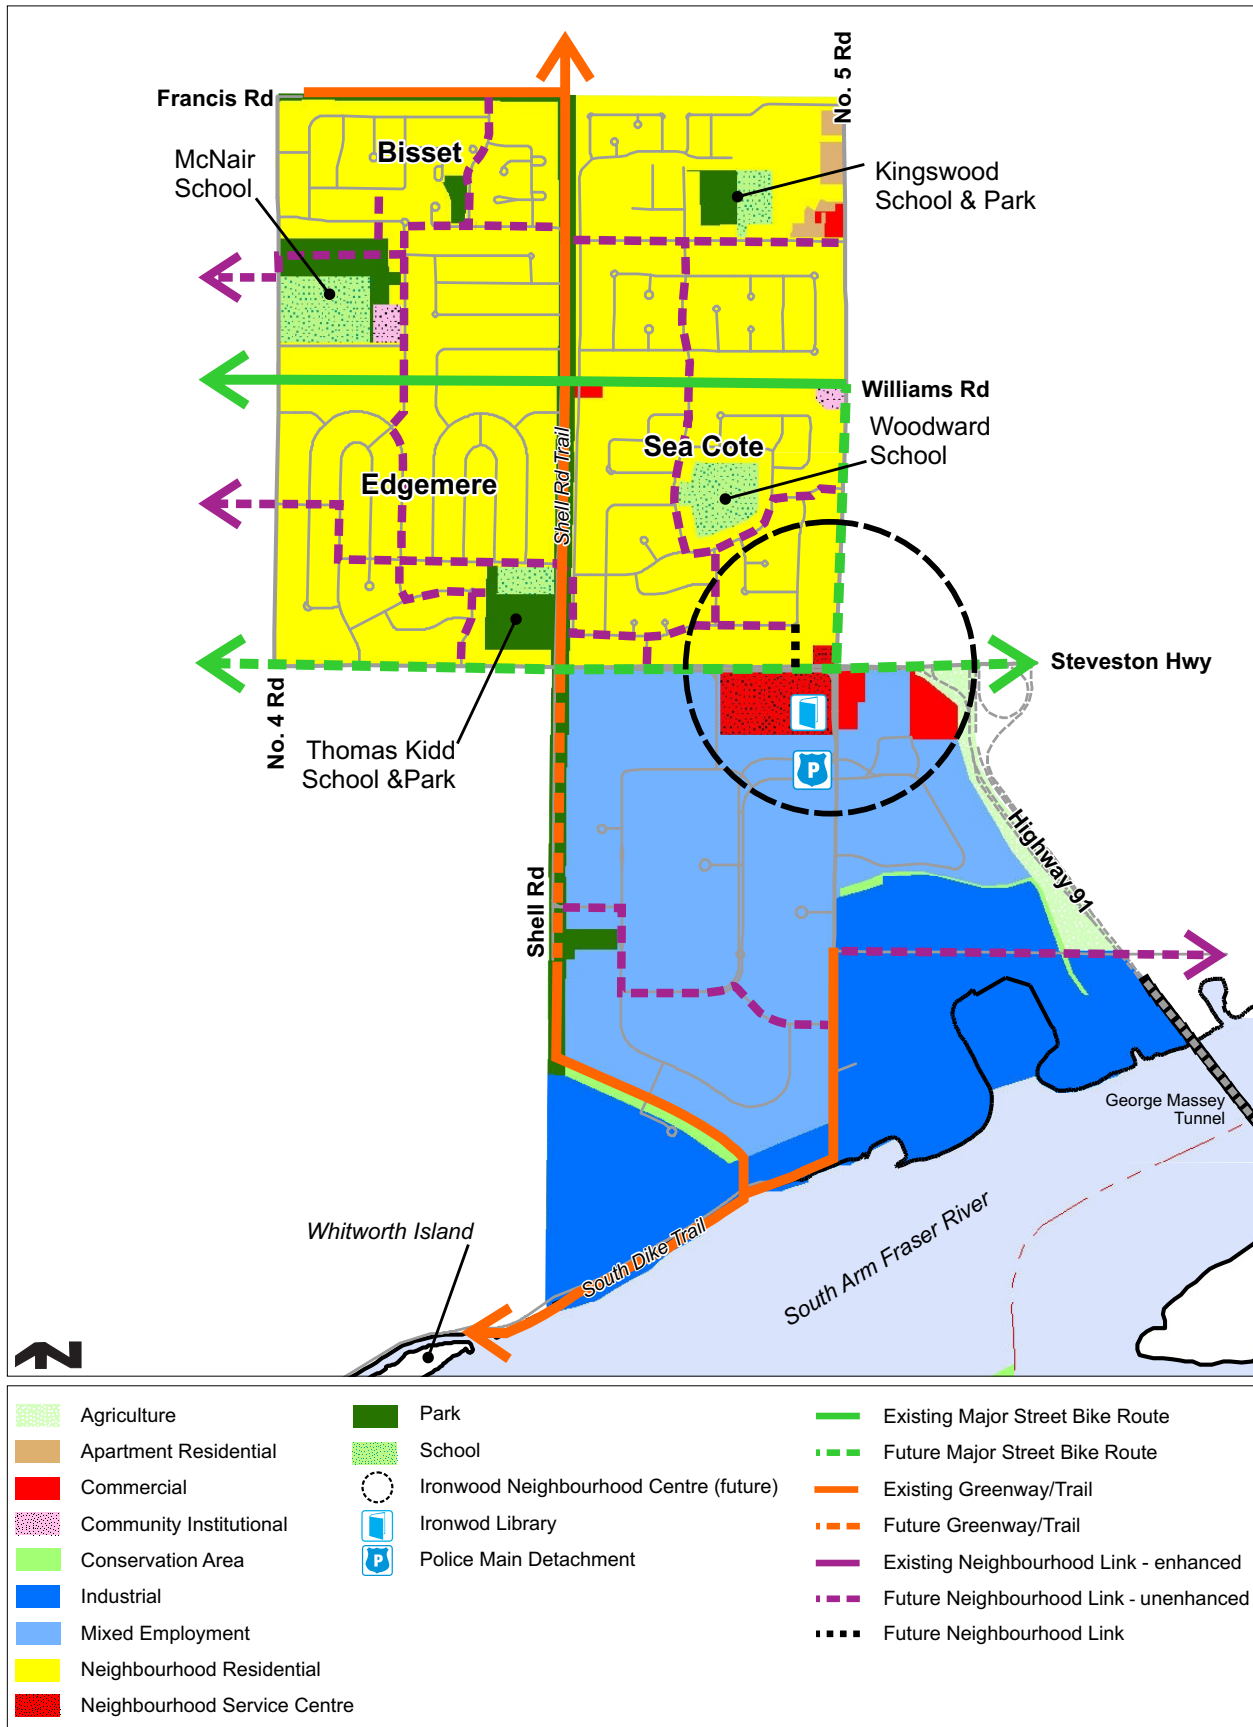 No. 5 Rd
Francis Rd
McNair
School
Bisset
Kingswood
School & Park
Williams Rd
Woodward
School
Sea Cote
Edgemere
Shell Rd Trail
Steveston Hwy
No. 4 Rd
Thomas Kidd
School &Park
P
Highway 91
Shell Rd
George Massey
Tunnel
Whitworth Island
South Dike Trail
South Arm Fraser River
N
Agriculture
Apartment Residential
Commercial
Community Institutional
Conservation Area
Industrial
Mixed Employment
Neighbourhood Residential
Neighbourhood Service Centre
Park
School
Ironwood Neighbourhood Centre (future)
Ironwod Library
P
Police Main Detachment
Existing Major Street Bike Route
Future Major Street Bike Route
Existing Greenway/Trail
Future Greenway/Trail
Existing Neighbourhood Link - enhanced
Future Neighbourhood Link - unenhanced
Future Neighbourhood Link